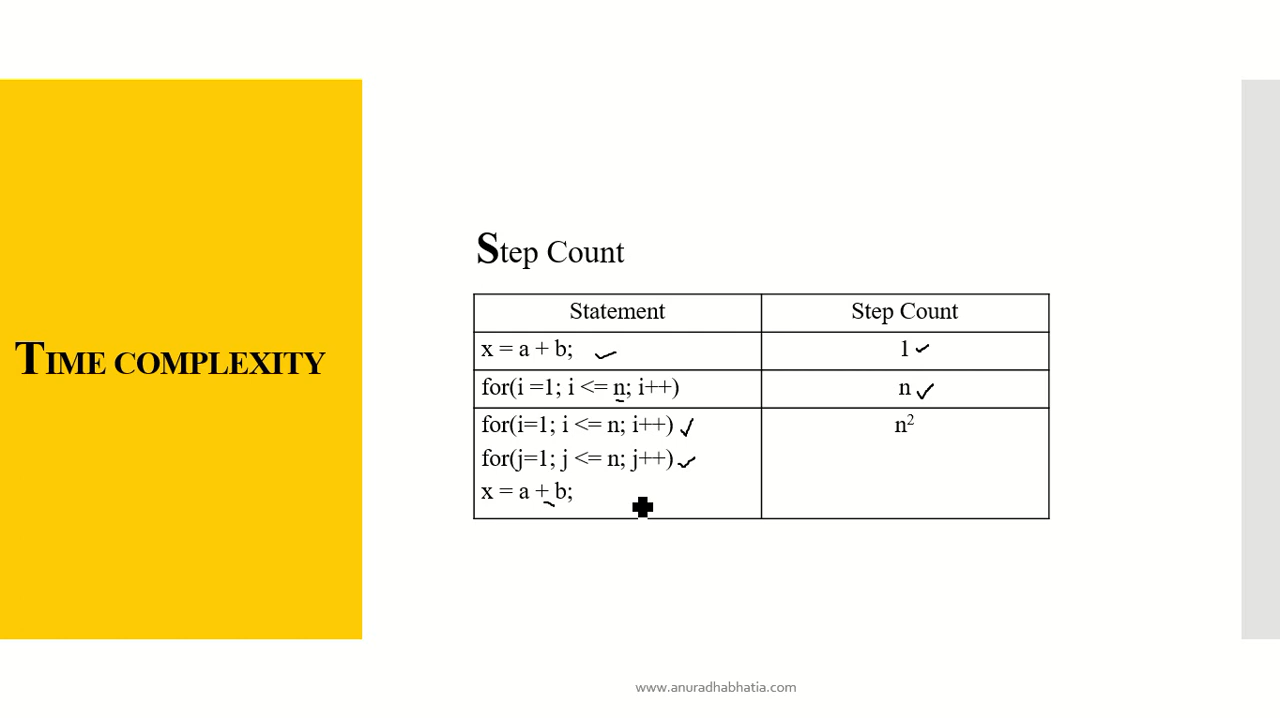 TIME COMPLEXITY
Step Count
Statement Step Count
x = a + b; 1
for(i =1; i <= n; i++) n
for(i=1; i <= n; i++) n²
for(j=1; j <= n; j++)
x = a + b;
www.anuradhabhatia.com